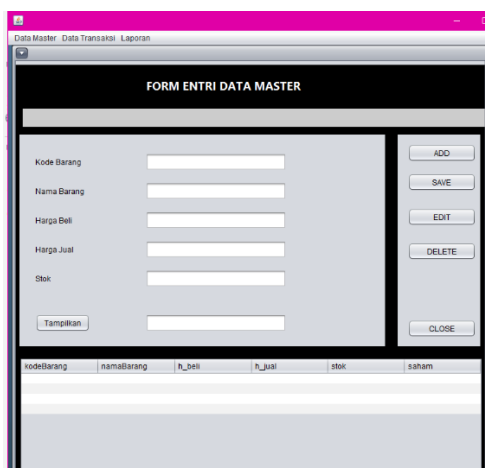 Data Master Data Transaksi Laporan
FORM ENTRI DATA MASTER
Kode Barang
Nama Barang
Harga Beli
Harga Jual
Stok
Tampilkan
ADD
SAVE
EDIT
DELETE
CLOSE
kodeBarang namaBarang h_beli h_jual stok saham